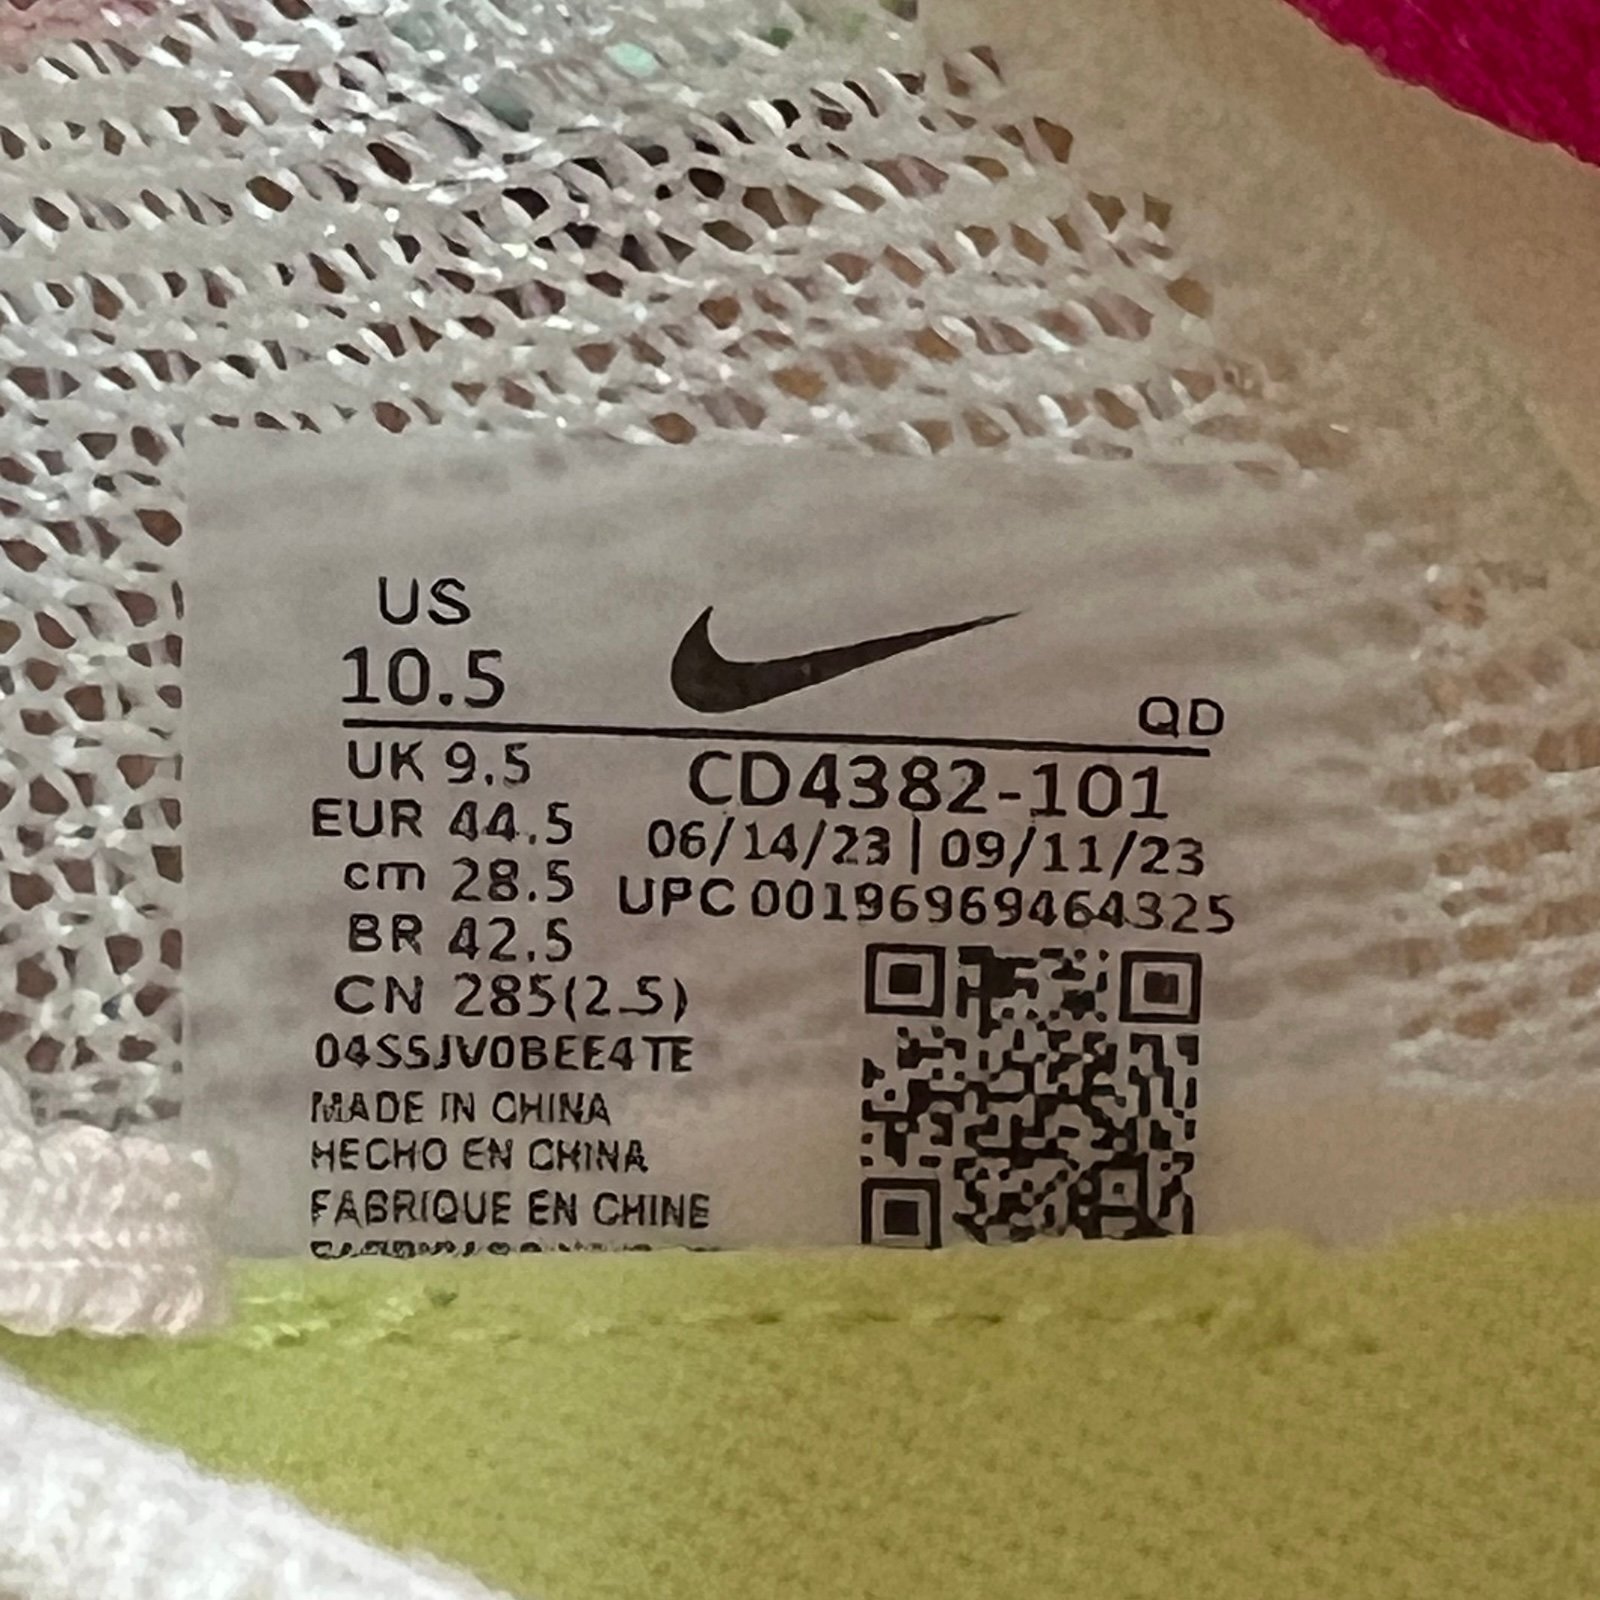 US
10.5
QD
UK 9.5
EUR 44.5
cm 28.5
BR 42.5
CN 285(2.5)
CD4382-101
06/14/23 | 09/11/23
UPC 00196969464325
04S5JV0BEE4TE
MADE IN CHINA
HECHO EN CHINA
FABRIQUE EN CHINE